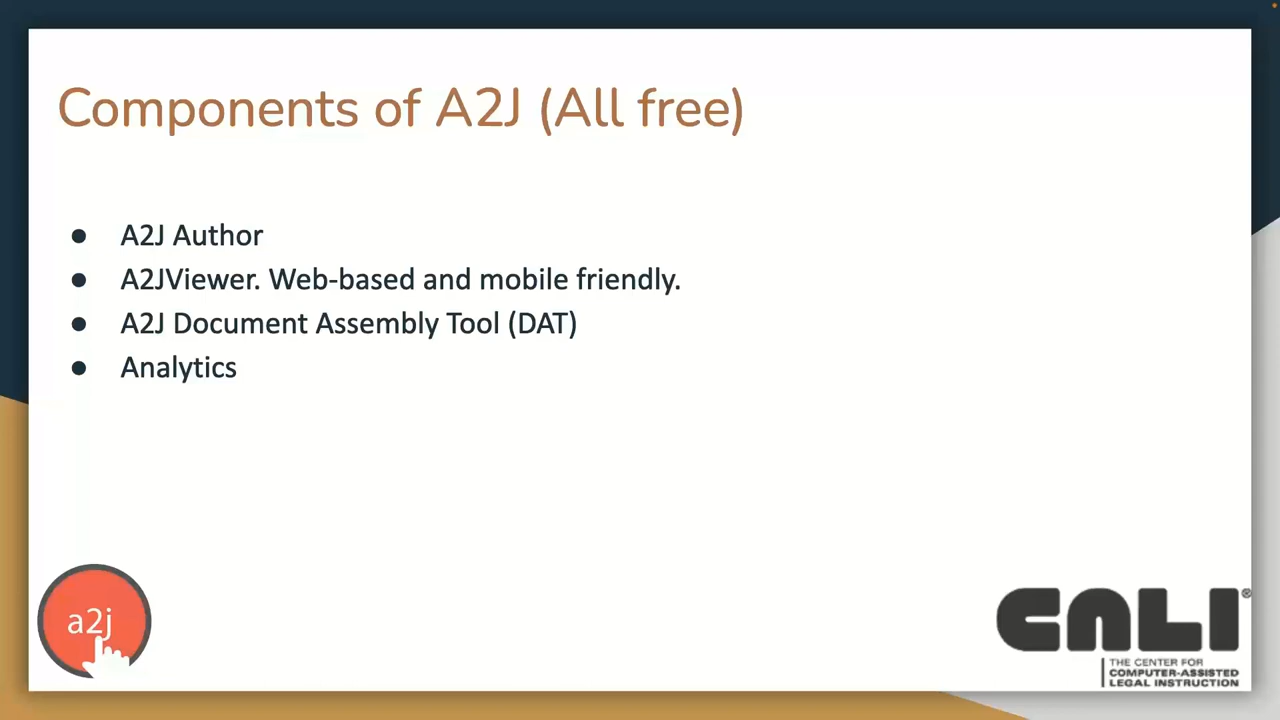 Components of A2J (All free)
● A2J Author
● A2JViewer. Web-based and mobile friendly.
● A2J Document Assembly Tool (DAT)
● Analytics
a2j
CALI®
THE CENTER FOR
COMPUTER-ASSISTED
LEGAL INSTRUCTION